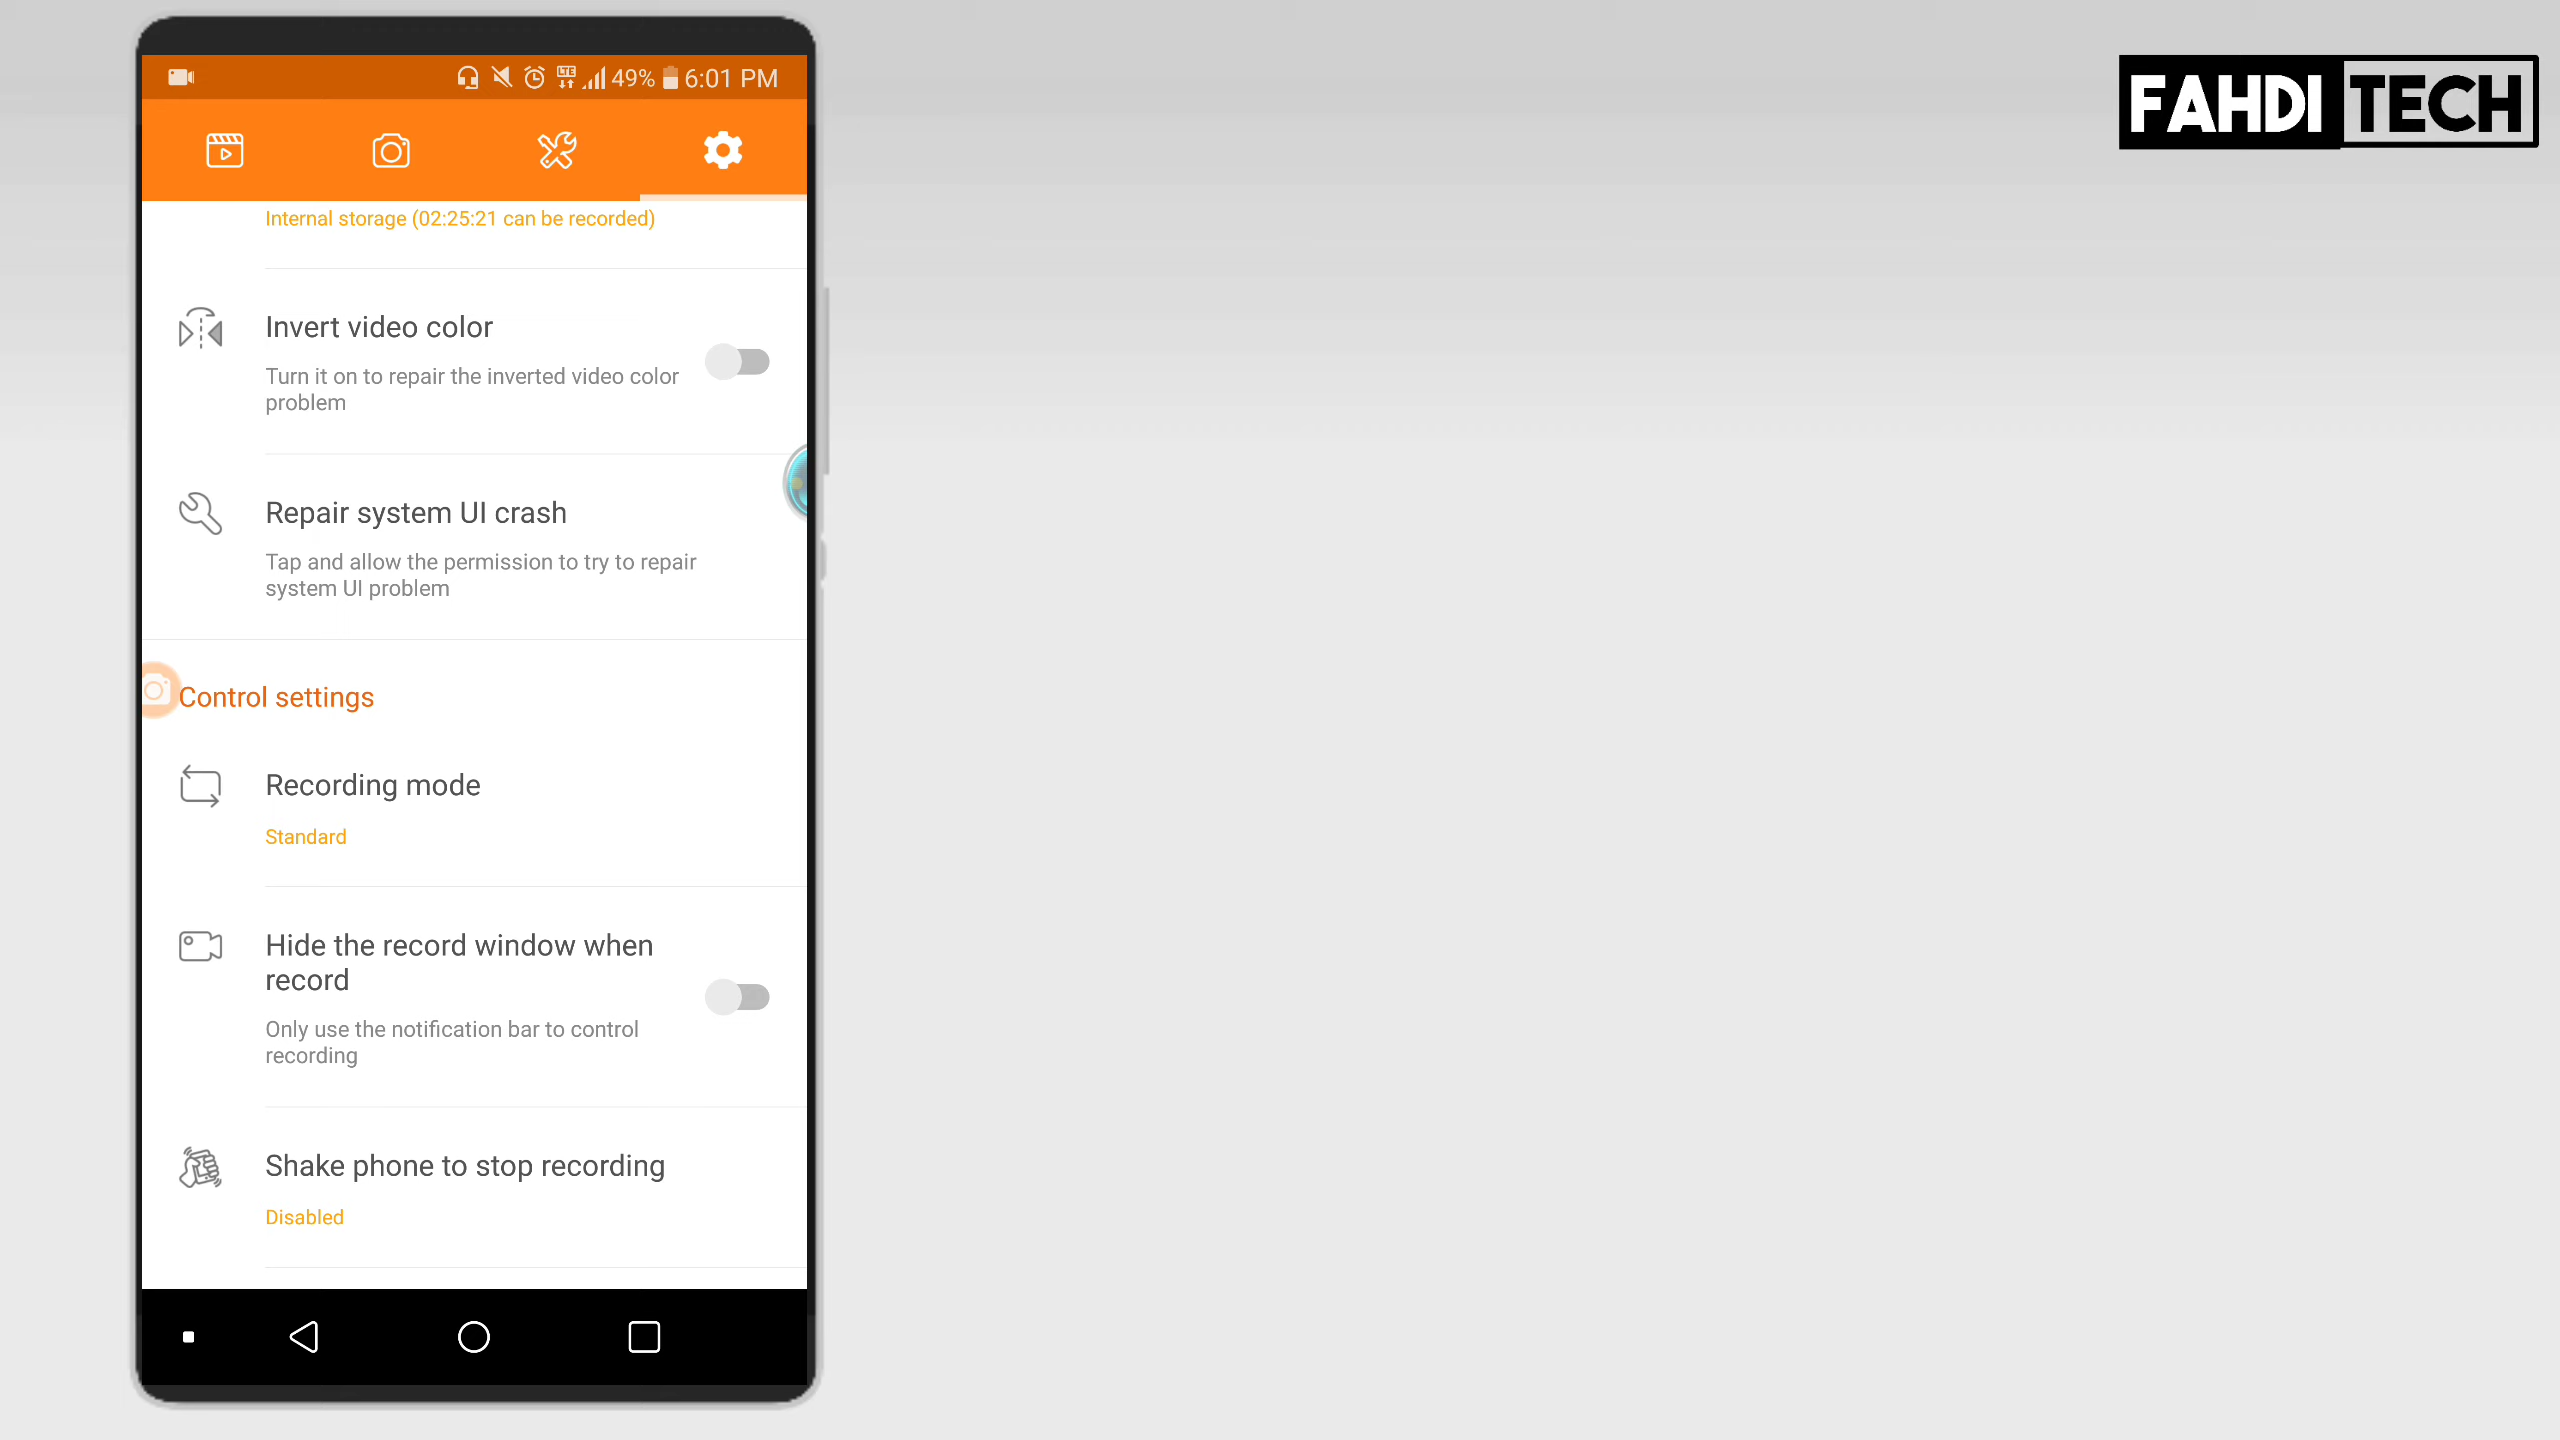 LTE 49% 6:01 PM
FAHDI TECH
Internal storage (02:25:21 can be recorded)
Invert video color
Turn it on to repair the inverted video color
problem
Repair system UI crash
Tap and allow the permission to try to repair
system UI problem
Control settings
Recording mode
Standard
Hide the record window when
record
Only use the notification bar to control
recording
Shake phone to stop recording
Disabled